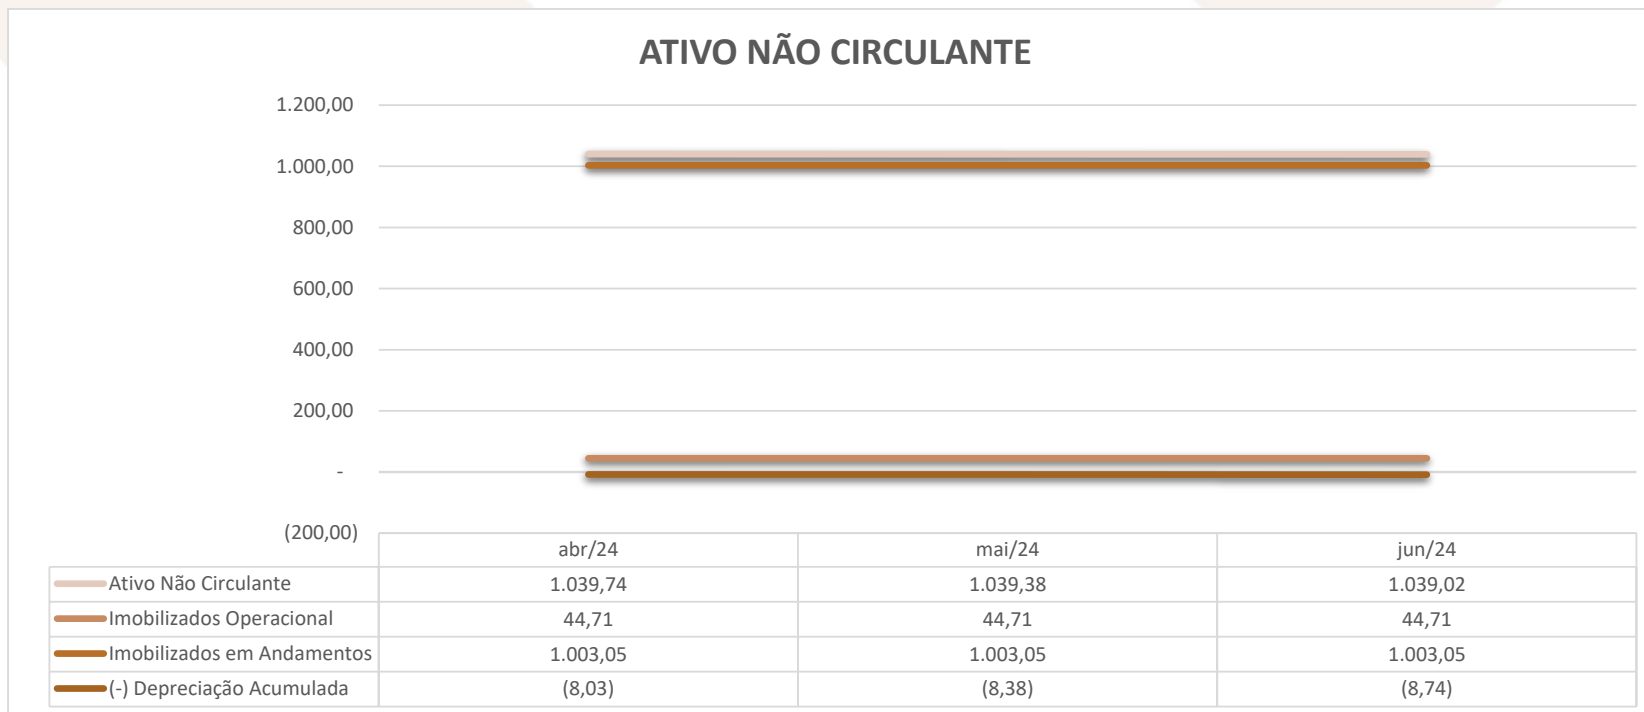 ATIVO NÃO CIRCULANTE
1.200,00
1.000,00
800,00
600,00
400,00
200,00
-
(200,00)
abr/24 mai/24 jun/24
Ativo Não Circulante 1.039,74 1.039,38 1.039,02
Imobilizados Operacional 44,71 44,71 44,71
Imobilizados em Andamentos 1.003,05 1.003,05 1.003,05
(-) Depreciação Acumulada (8,03) (8,38) (8,74)